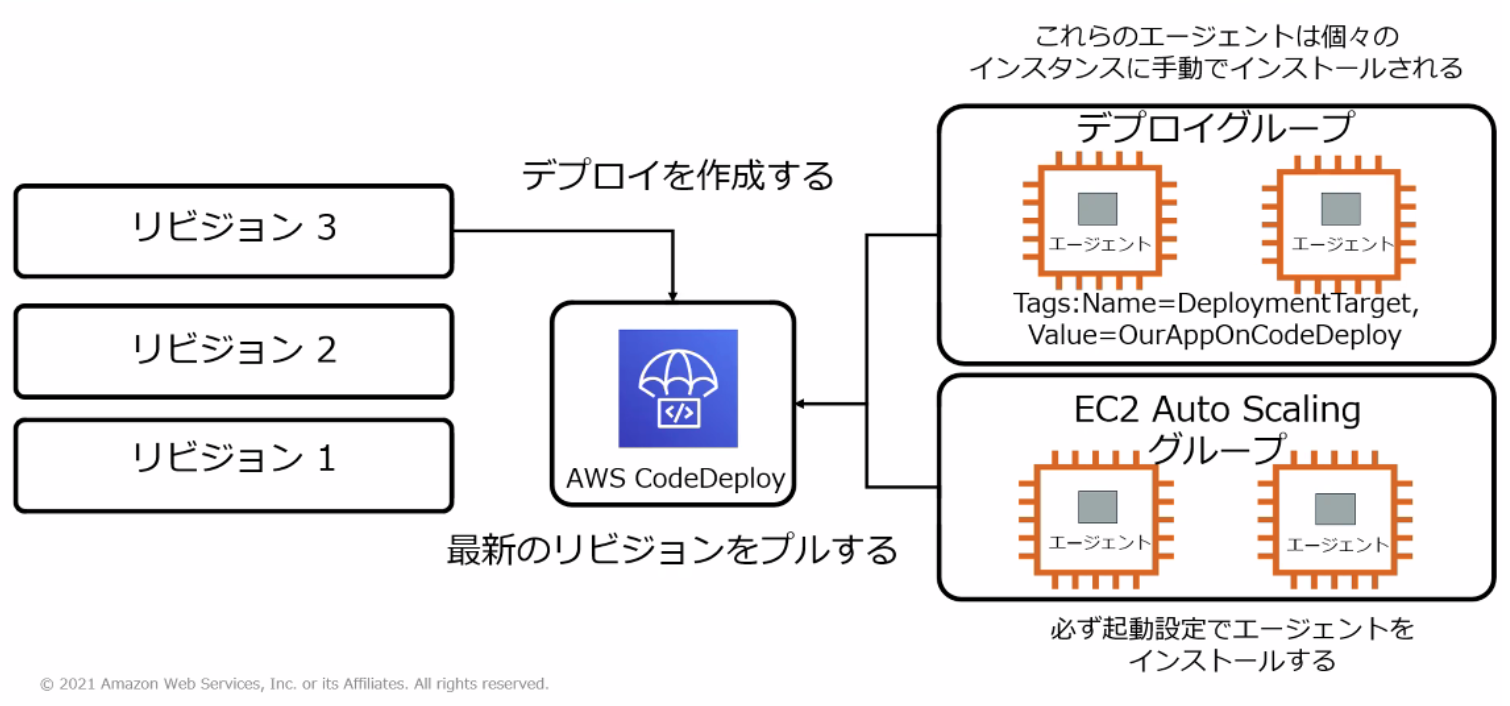 これらのエージェントは個々の
インスタンスに手動でインストールされる
デプロイグループ
エージェント
エージェント
Tags:Name=DeploymentTarget,
Value=OurAppOnCodeDeploy
デプロイを作成する
リビジョン 3
リビジョン 2
リビジョン 1
</>
AWS CodeDeploy
最新のリビジョンをプルする
EC2 Auto Scaling
グループ
エージェント
エージェント
必ず起動設定でエージェントを
インストールする
© 2021 Amazon Web Services, Inc. or its Affiliates. All rights reserved.